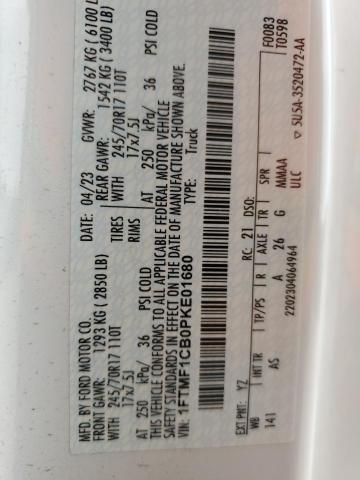 MFD. BY FORD MOTOR CO.
DATE: 04/23 GVWR: 2767 KG ( 6100 L
FRONT GAWR: 1293 KG ( 2850 LB) REAR GAWR: 1542 KG ( 3400 LB)
WITH TIRES WITH
245/70R17 110T 245/70R17 110T
17x7.5J RIMS 17x7.5J
AT 250 kPa/ 36 PSI COLD AT 250 kPa/ 36 PSI COLD
THIS VEHICLE CONFORMS TO ALL APPLICABLE FEDERAL MOTOR VEHICLE
SAFETY STANDARDS IN EFFECT ON THE DATE OF MANUFACTURE SHOWN ABOVE.
VIN: 1FTMF1CB0PKE01680 TYPE: Truck
F0083
T0598
EXT PNT: YZ RC: 21 DSO:
WB INT TR TP/PS R AXLE TR SPR
141 AS A 26 G MMAA
ULC
2202304064964
▽ 5U5A-3520472-AA